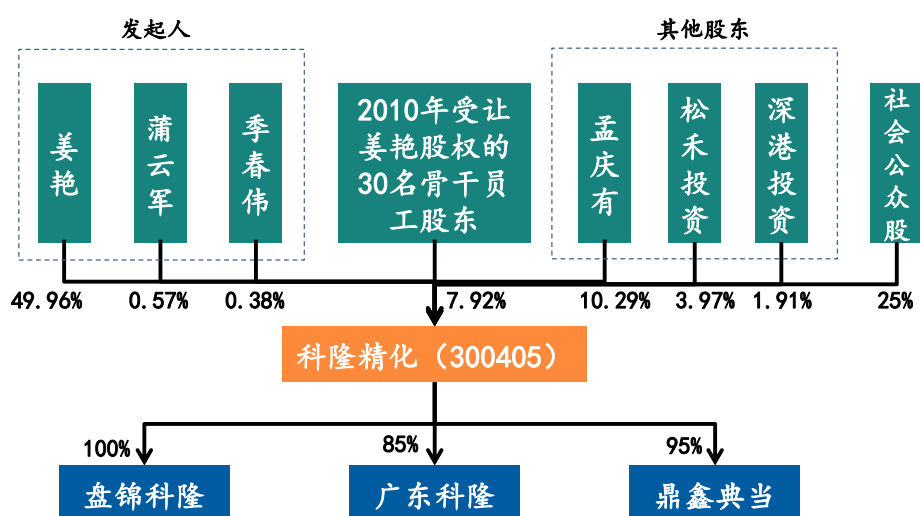 发起人
其他股东
姜艳
蒲云军
季春伟
2010年受让
姜艳股权的
30名骨干员
工股东
孟庆有
松禾投资
深港投资
社会公众股
49.96%
0.57%
0.38%
7.92%
10.29%
3.97%
1.91%
25%
科隆精化（300405）
100%
85%
95%
盘锦科隆
广东科隆
鼎鑫典当